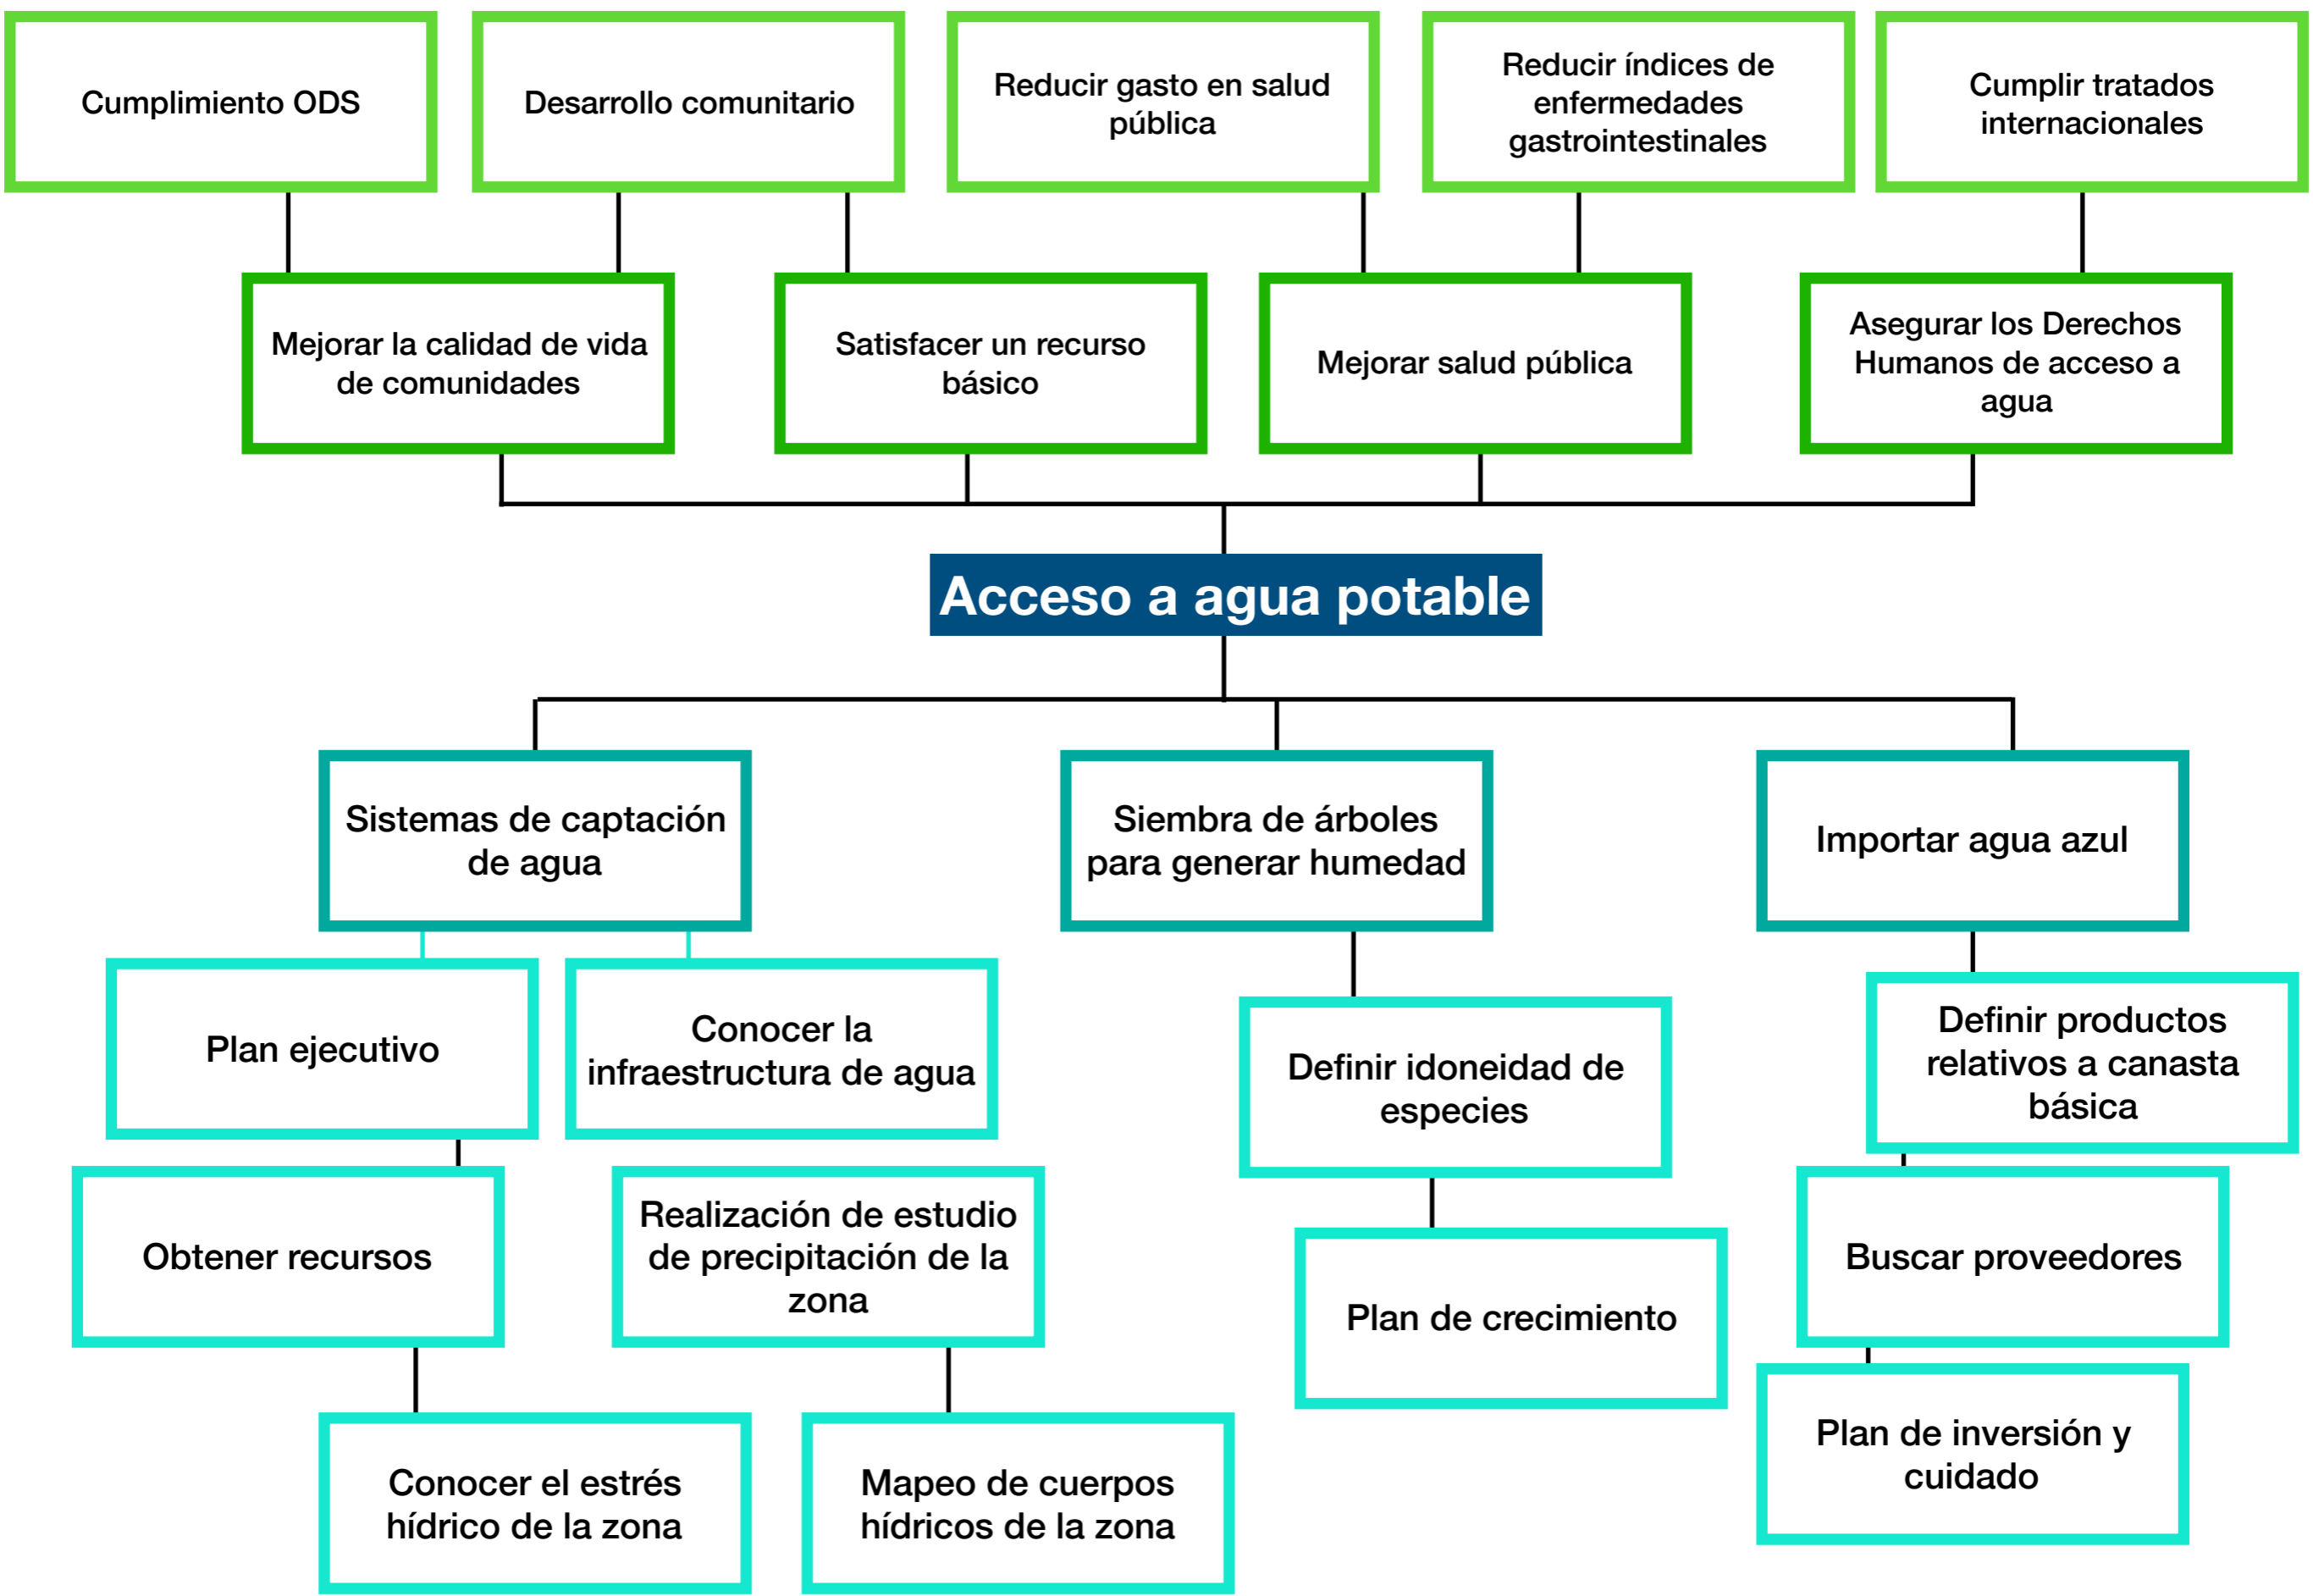 Cumplimiento ODS
Desarrollo comunitario
Reducir gasto en salud
pública
Reducir índices de
enfermedades
gastrointestinales
Cumplir tratados
internacionales
Mejorar la calidad de vida
de comunidades
Satisfacer un recurso
básico
Mejorar salud pública
Asegurar los Derechos
Humanos de acceso a
agua
Acceso a agua potable
Sistemas de captación
de agua
Siembra de árboles
para generar humedad
Importar agua azul
Plan ejecutivo
Conocer la
infraestructura de agua
Definir idoneidad de
especies
Definir productos
relativos a canasta
básica
Obtener recursos
Realización de estudio
de precipitación de la
zona
Plan de crecimiento
Buscar proveedores
Conocer el estrés
hídrico de la zona
Mapeo de cuerpos
hídricos de la zona
Plan de inversión y
cuidado